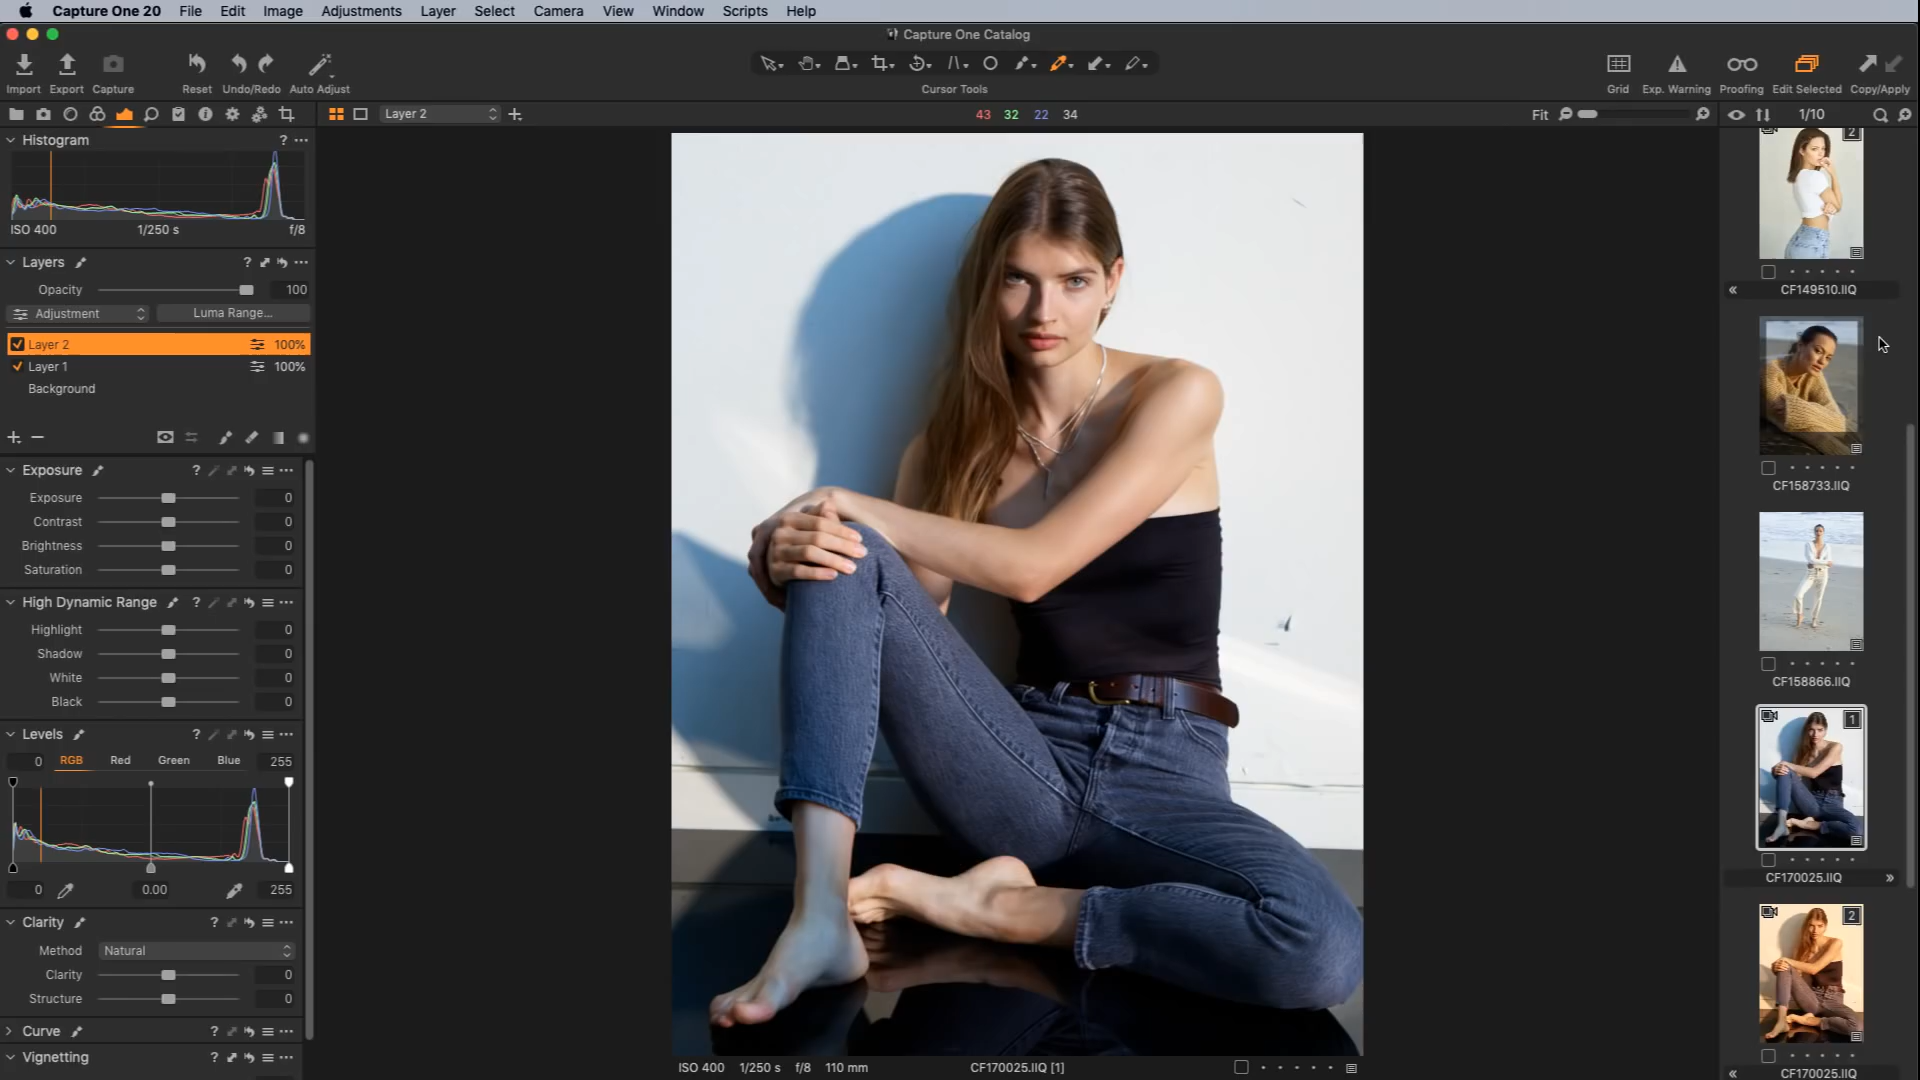 Capture One 20 File Edit Image Adjustments Layer Select Camera View Window Scripts Help
Capture One Catalog
Import Export Capture Reset Undo/Redo Auto Adjust Cursor Tools Grid Exp. Warning Proofing Edit Selected Copy/Apply
Layer 2 43 32 22 34 Fit 1/10
Histogram ?
ISO 400 1/250 s f/8
Layers ?
Opacity 100
Adjustment Luma Range...
Layer 2 100%
Layer 1 100%
Background
Exposure ?
Exposure 0
Contrast 0
Brightness 0
Saturation 0
High Dynamic Range ?
Highlight 0
Shadow 0
White 0
Black 0
Levels ?
0 RGB Red Green Blue 255
0 0.00 255
Clarity ?
Method Natural
Clarity 0
Structure 0
Curve ?
Vignetting ?
ISO 400 1/250 s f/8 110 mm CF170025.IIQ [1]
2
« CF149510.IIQ
CF158733.IIQ
CF158866.IIQ
1
CF170025.IIQ »
2
« CF170025.IIQ